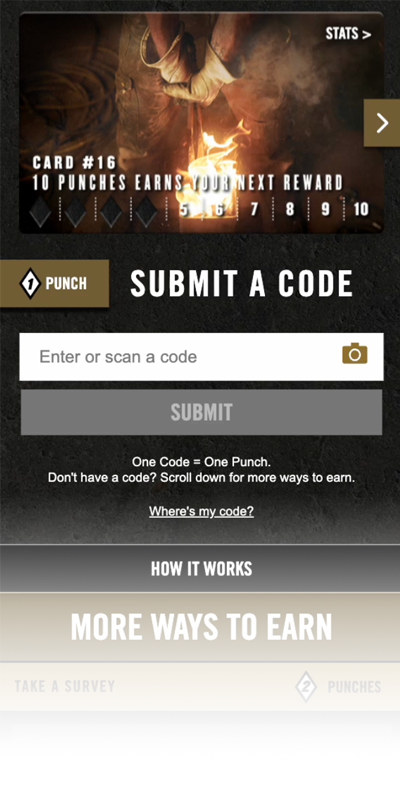 STATS >
CARD #16
10 PUNCHES EARNS YOUR NEXT REWARD
5 6 7 8 9 10
1 PUNCH
SUBMIT A CODE
Enter or scan a code
SUBMIT
One Code = One Punch.
Don't have a code? Scroll down for more ways to earn.
Where's my code?
HOW IT WORKS
MORE WAYS TO EARN
TAKE A SURVEY
2 PUNCHES